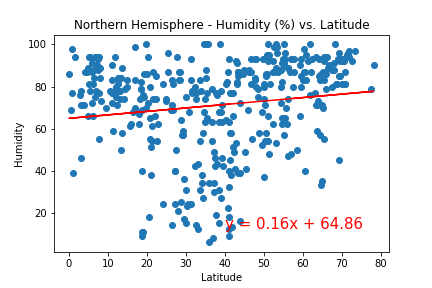 Northern Hemisphere - Humidity (%) vs. Latitude
100
80
60
40
20
Humidity
y = 0.16x + 64.86
0 10 20 30 40 50 60 70 80
Latitude